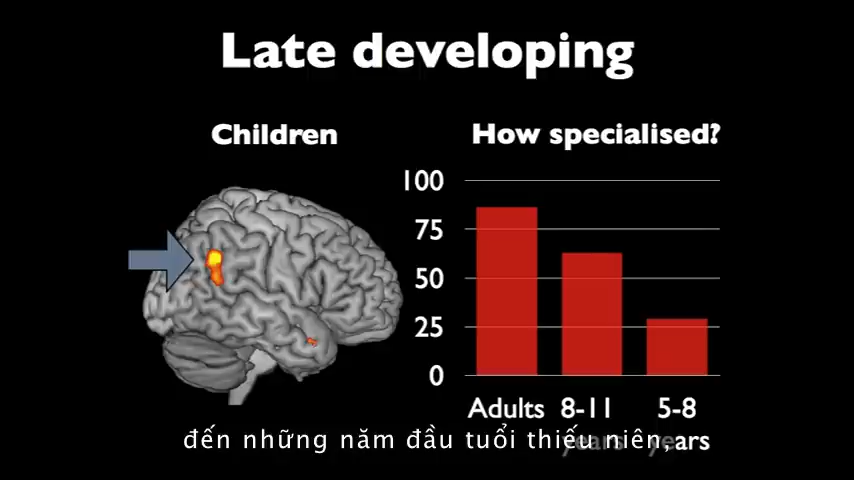 Late developing
Children
How specialised?
100
75
50
25
0
Adults 8-11 5-8
years
đến những năm đầu tuổi thiếu niên,